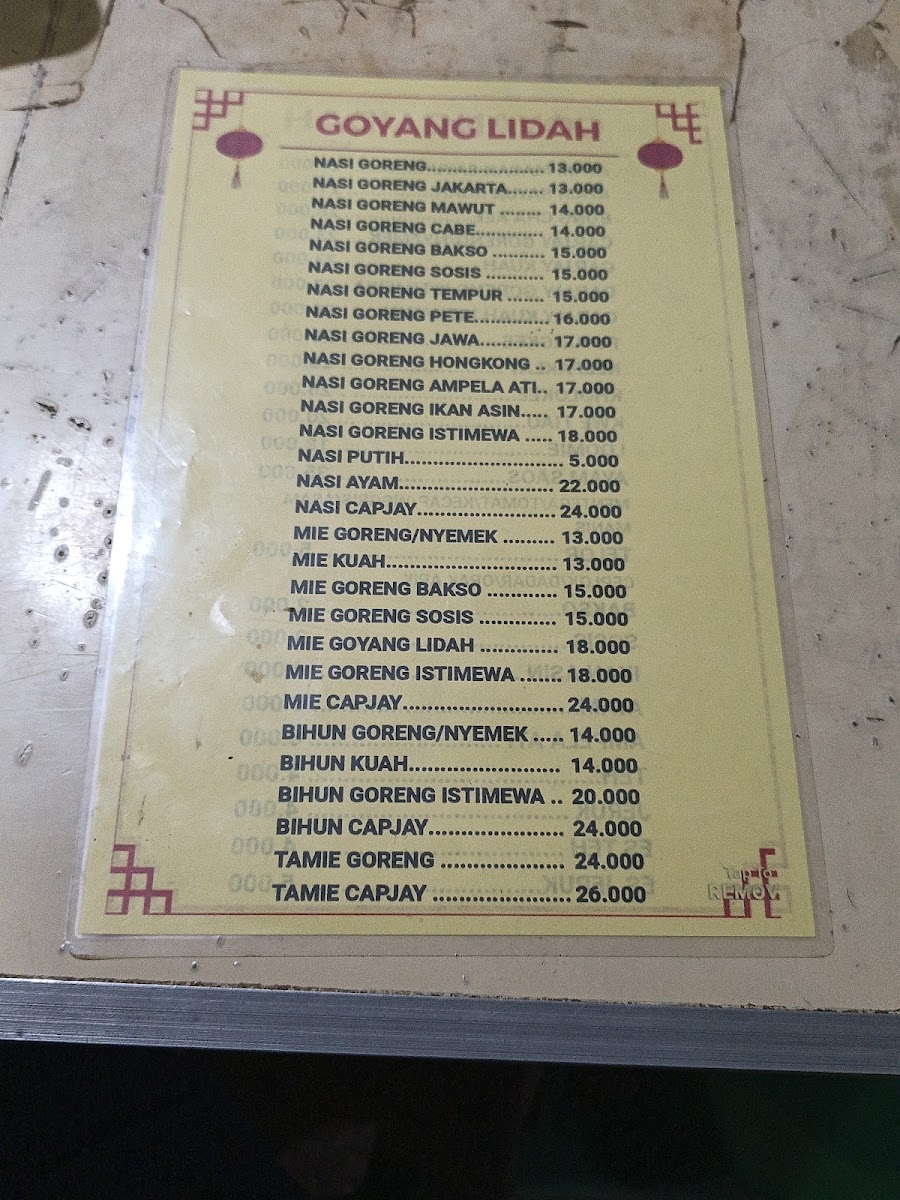 GOYANG LIDAH
NASI GORENG..................... 13.000
NASI GORENG JAKARTA....... 13.000
NASI GORENG MAWUT ........ 14.000
NASI GORENG CABE............ 14.000
NASI GORENG BAKSO .......... 15.000
NASI GORENG SOSIS ........... 15.000
NASI GORENG TEMPUR ....... 15.000
NASI GORENG PETE............. 16.000
NASI GORENG JAWA............ 17.000
NASI GORENG HONGKONG .. 17.000
NASI GORENG AMPELA ATI.. 17.000
NASI GORENG IKAN ASIN..... 17.000
NASI GORENG ISTIMEWA ..... 18.000
NASI PUTIH............................ 5.000
NASI AYAM........................... 22.000
NASI CAPJAY........................ 24.000
MIE GORENG/NYEMEK ......... 13.000
MIE KUAH............................. 13.000
MIE GORENG BAKSO ............ 15.000
MIE GORENG SOSIS ............. 15.000
MIE GOYANG LIDAH ............. 18.000
MIE GORENG ISTIMEWA ....... 18.000
MIE CAPJAY.......................... 24.000
BIHUN GORENG/NYEMEK ..... 14.000
BIHUN KUAH........................ 14.000
BIHUN GORENG ISTIMEWA .. 20.000
BIHUN CAPJAY..................... 24.000
TAMIE GORENG ................... 24.000
TAMIE CAPJAY ..................... 26.000
Tap to
REMOV